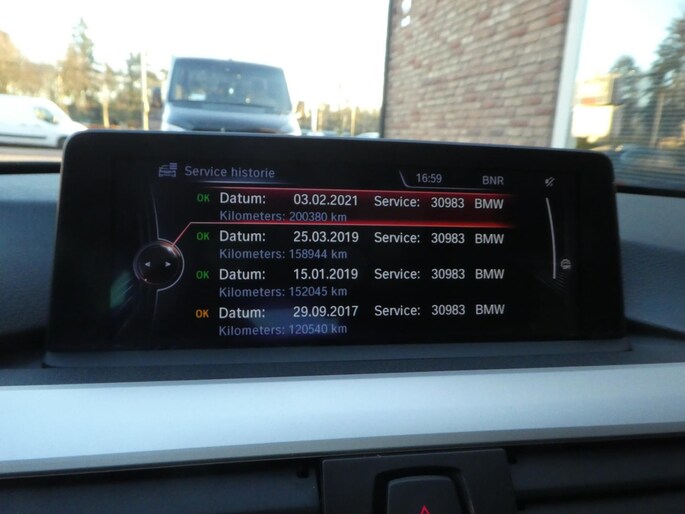 Service historie 16:59 BNR
OK Datum: 03.02.2021 Service: 30983 BMW
Kilometers: 200380 km
OK Datum: 25.03.2019 Service: 30983 BMW
Kilometers: 158944 km
OK Datum: 15.01.2019 Service: 30983 BMW
Kilometers: 152045 km
OK Datum: 29.09.2017 Service: 30983 BMW
Kilometers: 120540 km